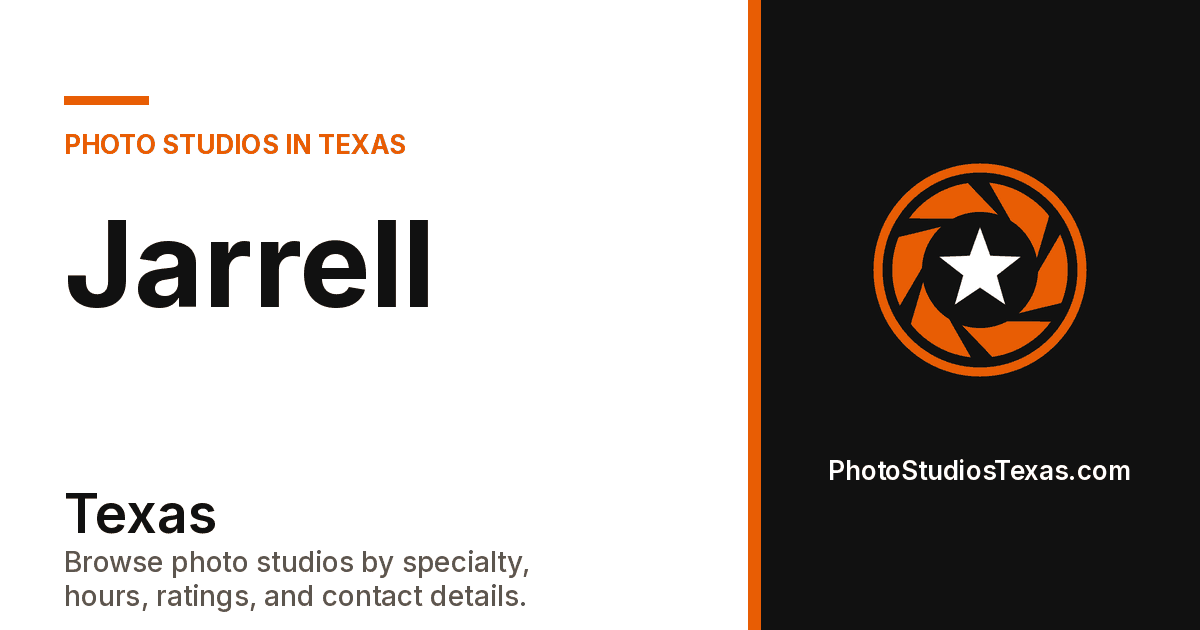 PHOTO STUDIOS IN TEXAS
Jarrell
Texas
Browse photo studios by specialty,
hours, ratings, and contact details.
PhotoStudiosTexas.com